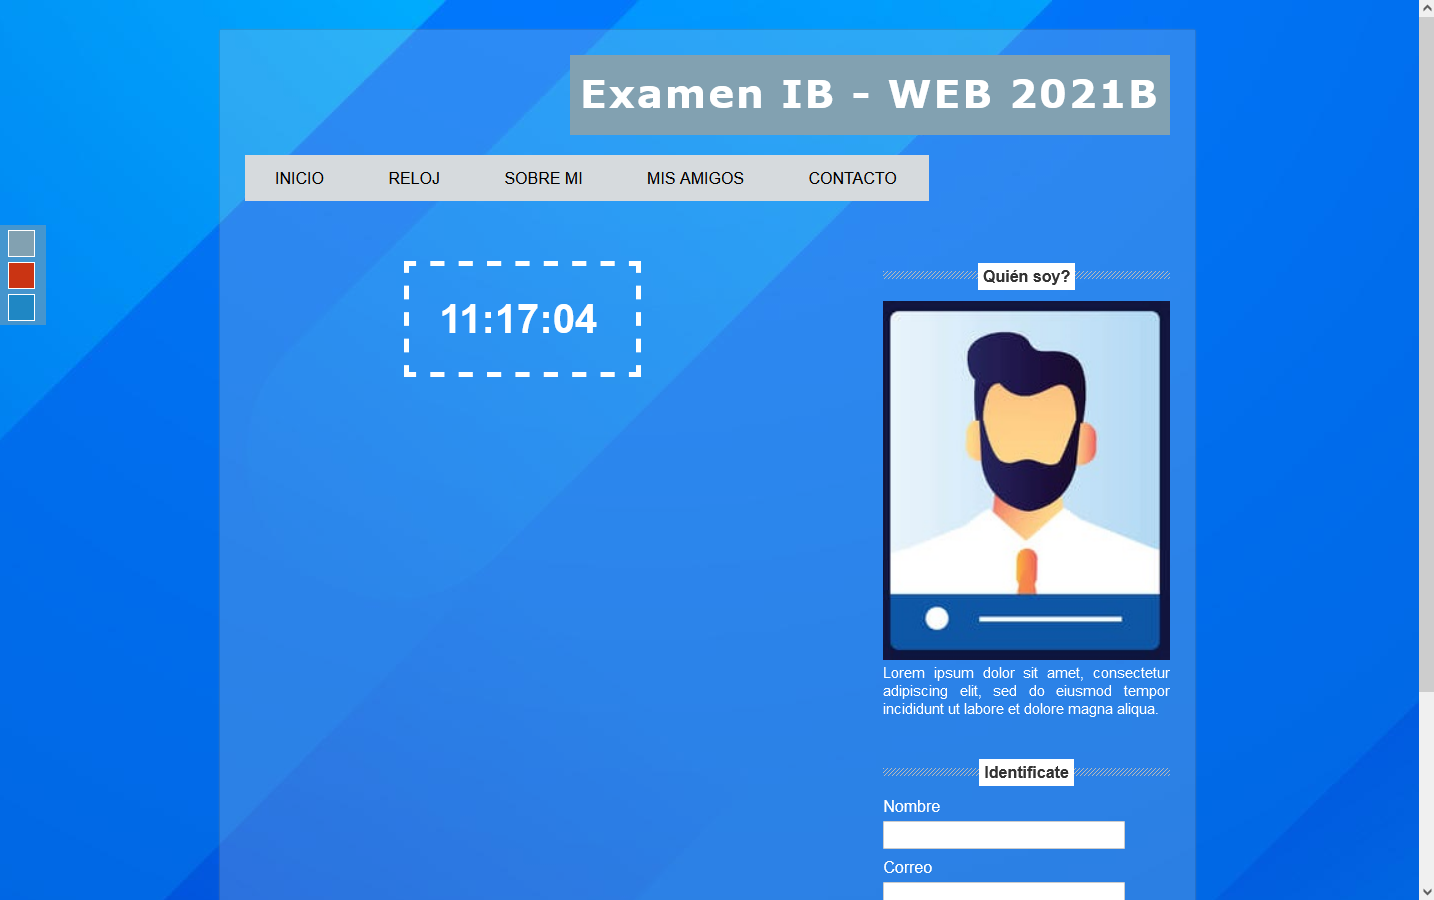 Examen IB - WEB 2021B
INICIO RELOJ SOBRE MI MIS AMIGOS CONTACTO
11:17:04
Quién soy?
Lorem ipsum dolor sit amet, consectetur
adipiscing elit, sed do eiusmod tempor
incididunt ut labore et dolore magna aliqua.
Identificate
Nombre
Correo